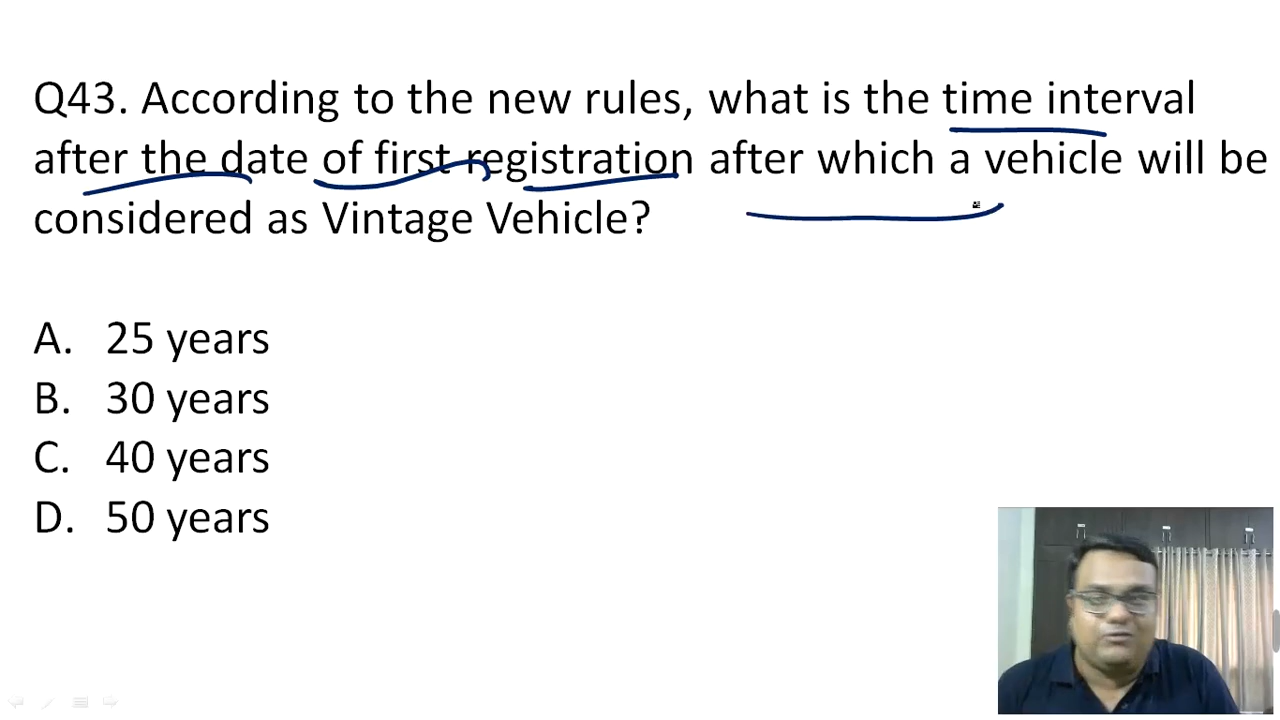 Q43. According to the new rules, what is the time interval
after the date of first registration after which a vehicle will be
considered as Vintage Vehicle?
A. 25 years
B. 30 years
C. 40 years
D. 50 years